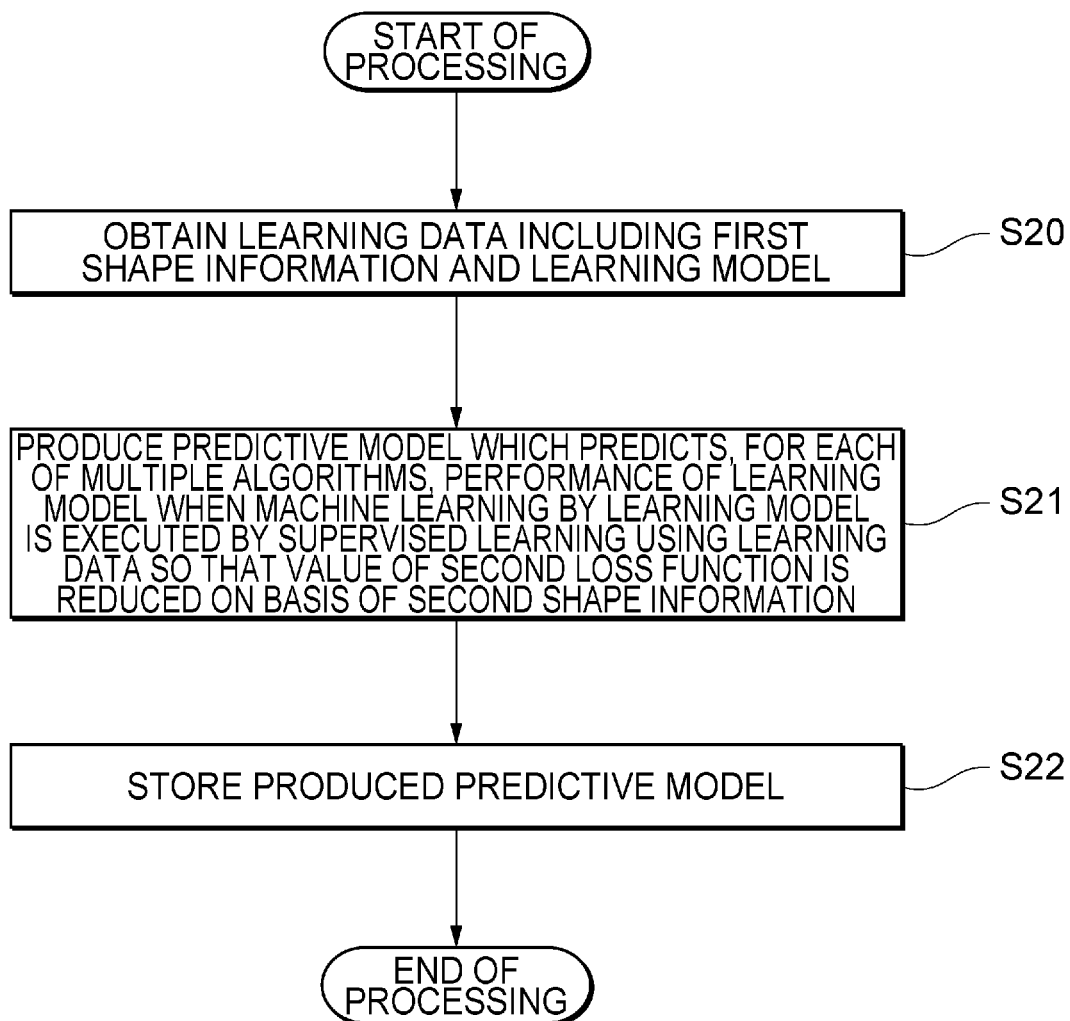 START OF
PROCESSING
OBTAIN LEARNING DATA INCLUDING FIRST
SHAPE INFORMATION AND LEARNING MODEL
S20
PRODUCE PREDICTIVE MODEL WHICH PREDICTS, FOR EACH
OF MULTIPLE ALGORITHMS, PERFORMANCE OF LEARNING
MODEL WHEN MACHINE LEARNING BY LEARNING MODEL
IS EXECUTED BY SUPERVISED LEARNING USING LEARNING
DATA SO THAT VALUE OF SECOND LOSS FUNCTION IS
REDUCED ON BASIS OF SECOND SHAPE INFORMATION
S21
STORE PRODUCED PREDICTIVE MODEL
S22
END OF
PROCESSING